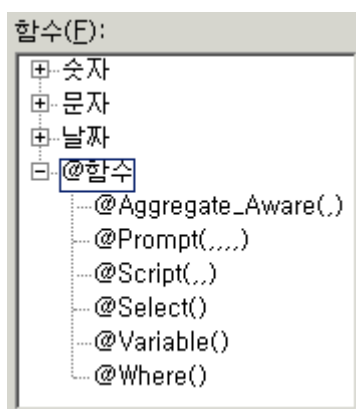 함수(F):
숫자
문자
날짜
@함수
@Aggregate_Aware(,)
@Prompt(,,,,)
@Script(,,)
@Select()
@Variable()
@Where()